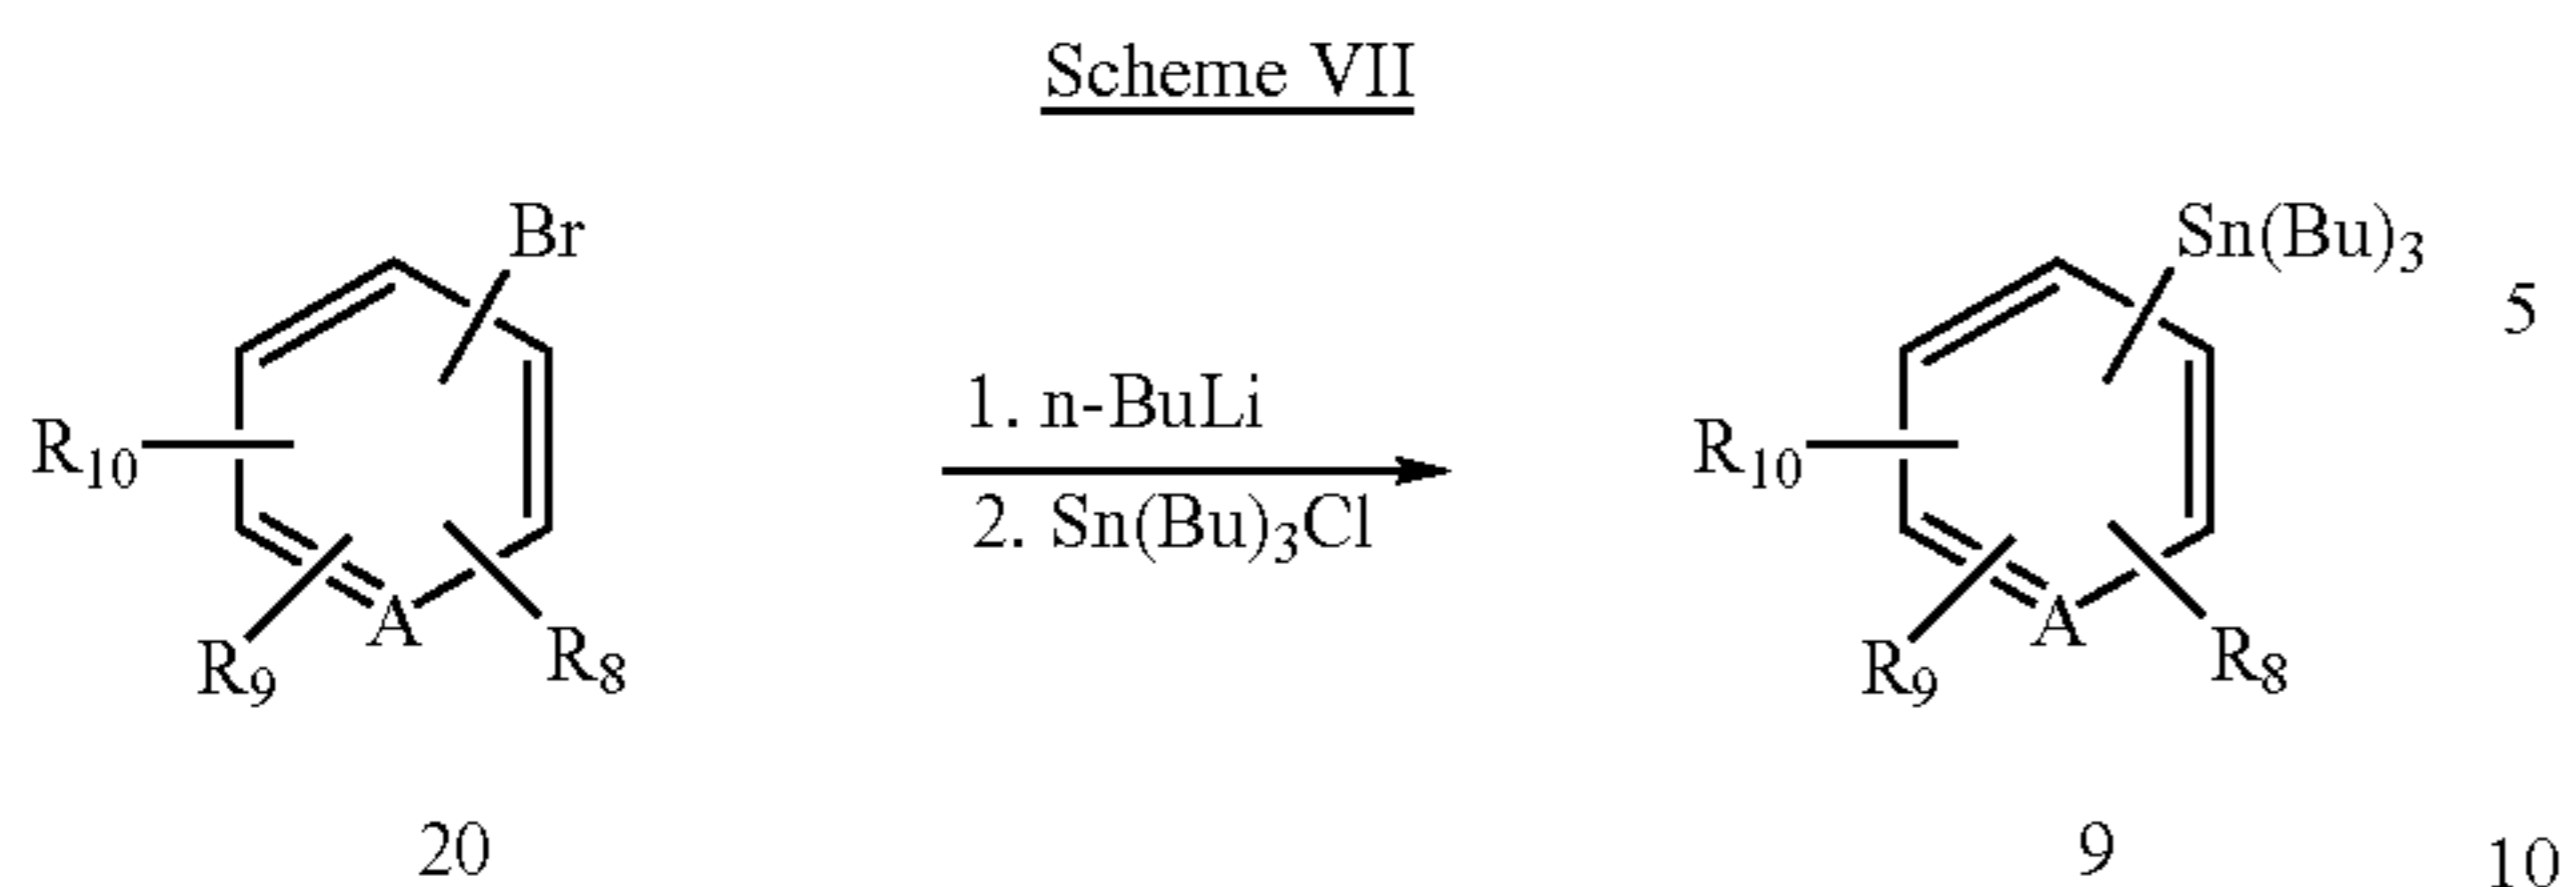 Scheme VII
Br
Sn(Bu)₃
5
1. n-BuLi
R₁₀
R₁₀
2. Sn(Bu)₃Cl
A
A
R₉
R₈
R₉
R₈
20
9
10